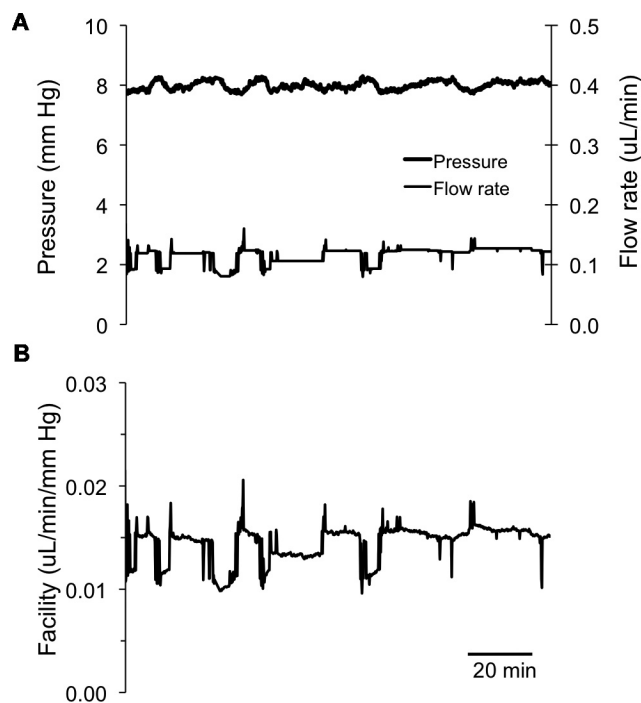 A
Pressure (mm Hg)
10
8
6
4
2
0
Pressure
Flow rate
0.5
0.4
0.3
0.2
0.1
0.0
Flow rate (uL/min)
B
Facility (uL/min/mm Hg)
0.03
0.02
0.01
0.00
20 min